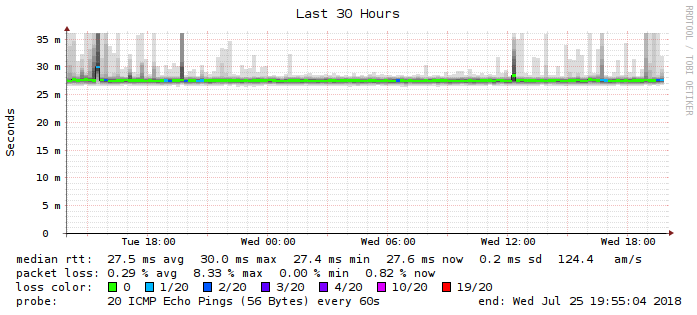 Last 30 Hours
RRDTOOL / TOBI OETIKER
Seconds
35 m
30 m
25 m
20 m
15 m
10 m
5 m
0
Tue 18:00 Wed 00:00 Wed 06:00 Wed 12:00 Wed 18:00
median rtt: 27.5 ms avg 30.0 ms max 27.4 ms min 27.6 ms now 0.2 ms sd 124.4 am/s
packet loss: 0.29 % avg 8.33 % max 0.00 % min 0.82 % now
loss color: 0 1/20 2/20 3/20 4/20 10/20 19/20
probe: 20 ICMP Echo Pings (56 Bytes) every 60s end: Wed Jul 25 19:55:04 2018